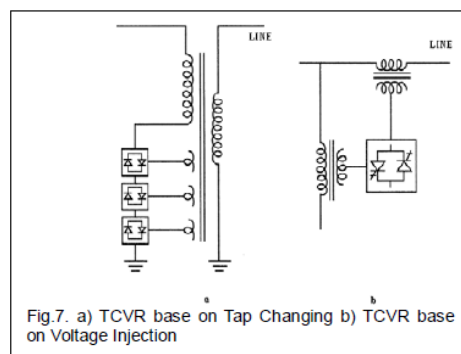 LINE
LINE
a
b
Fig.7. a) TCVR base on Tap Changing b) TCVR base
on Voltage Injection